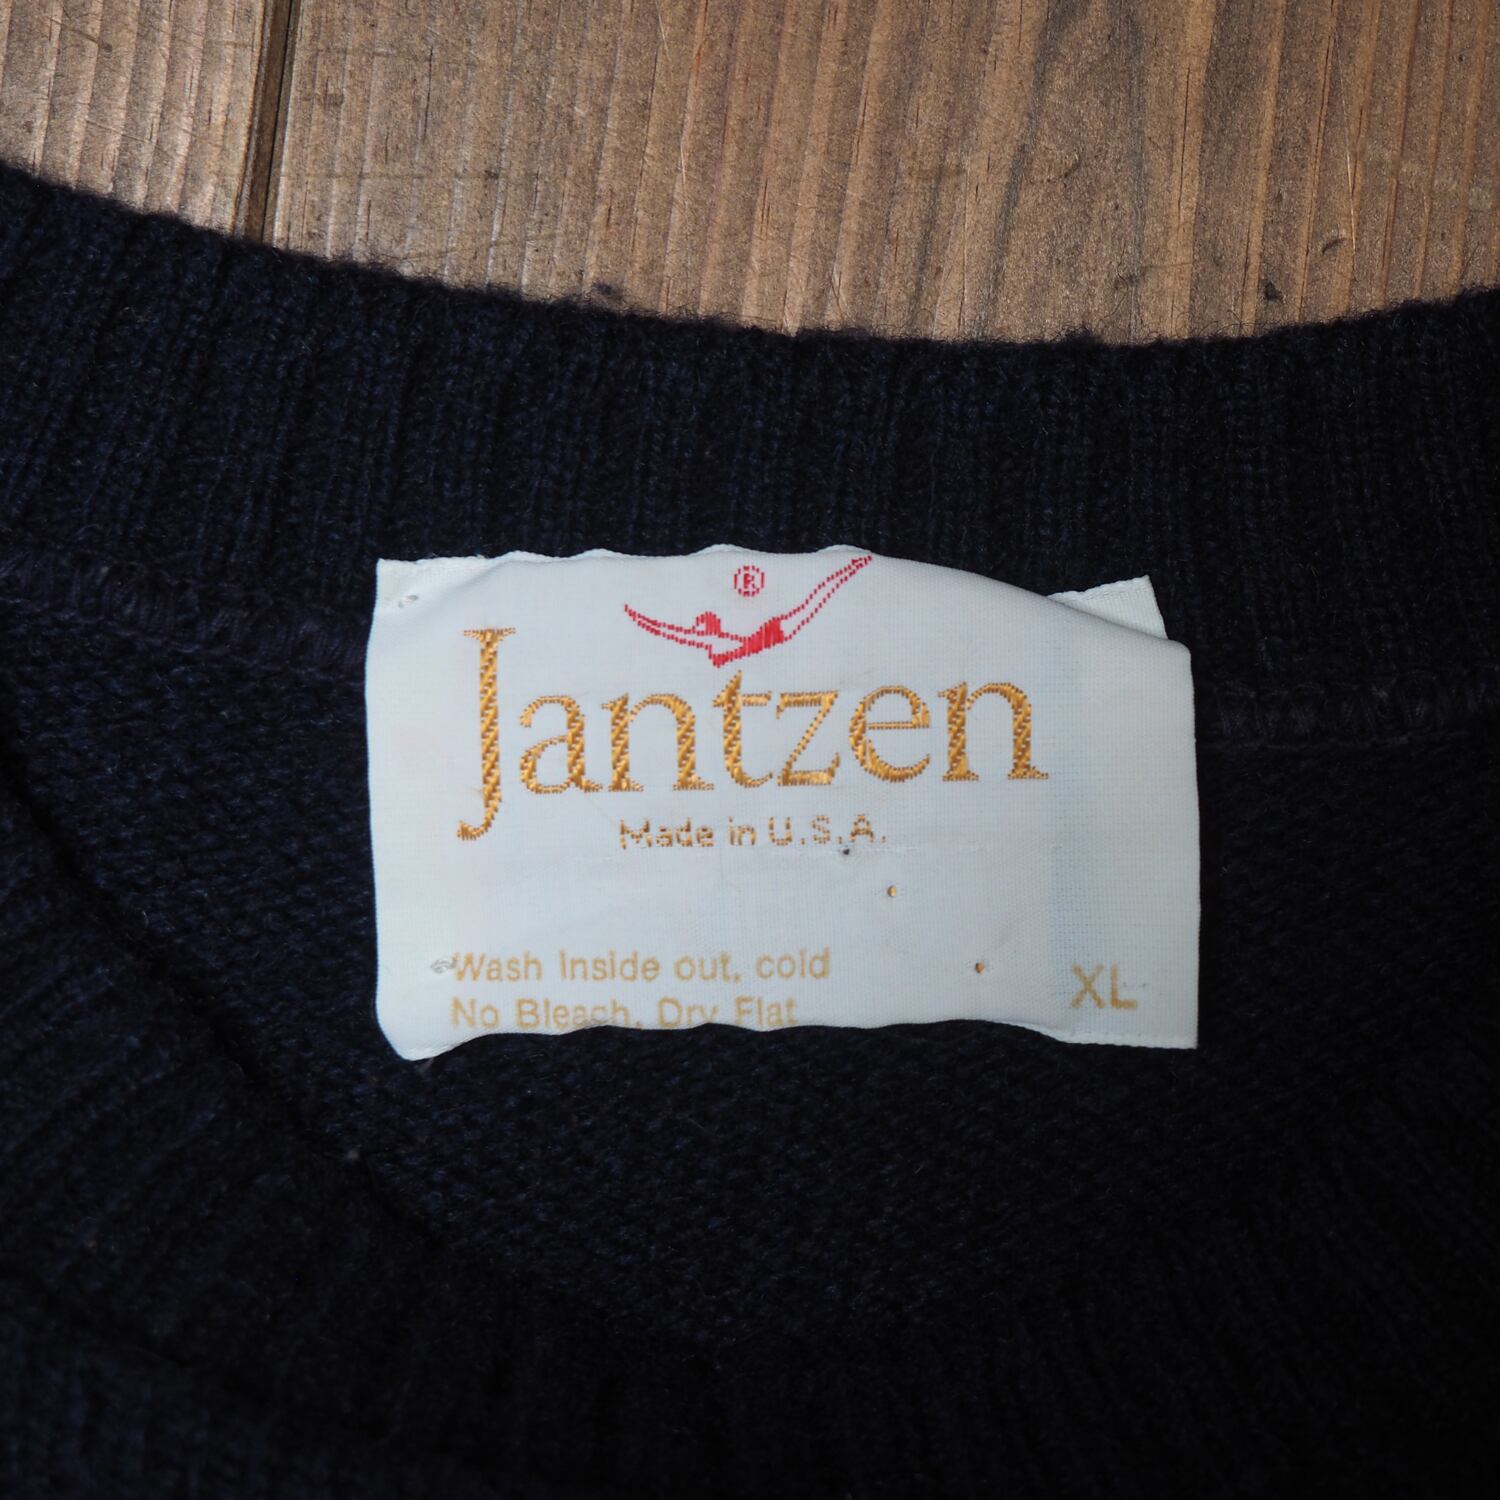 ®
Jantzen
Made in U.S.A.
Wash Inside out, cold
No Bleach, Dry Flat
XL